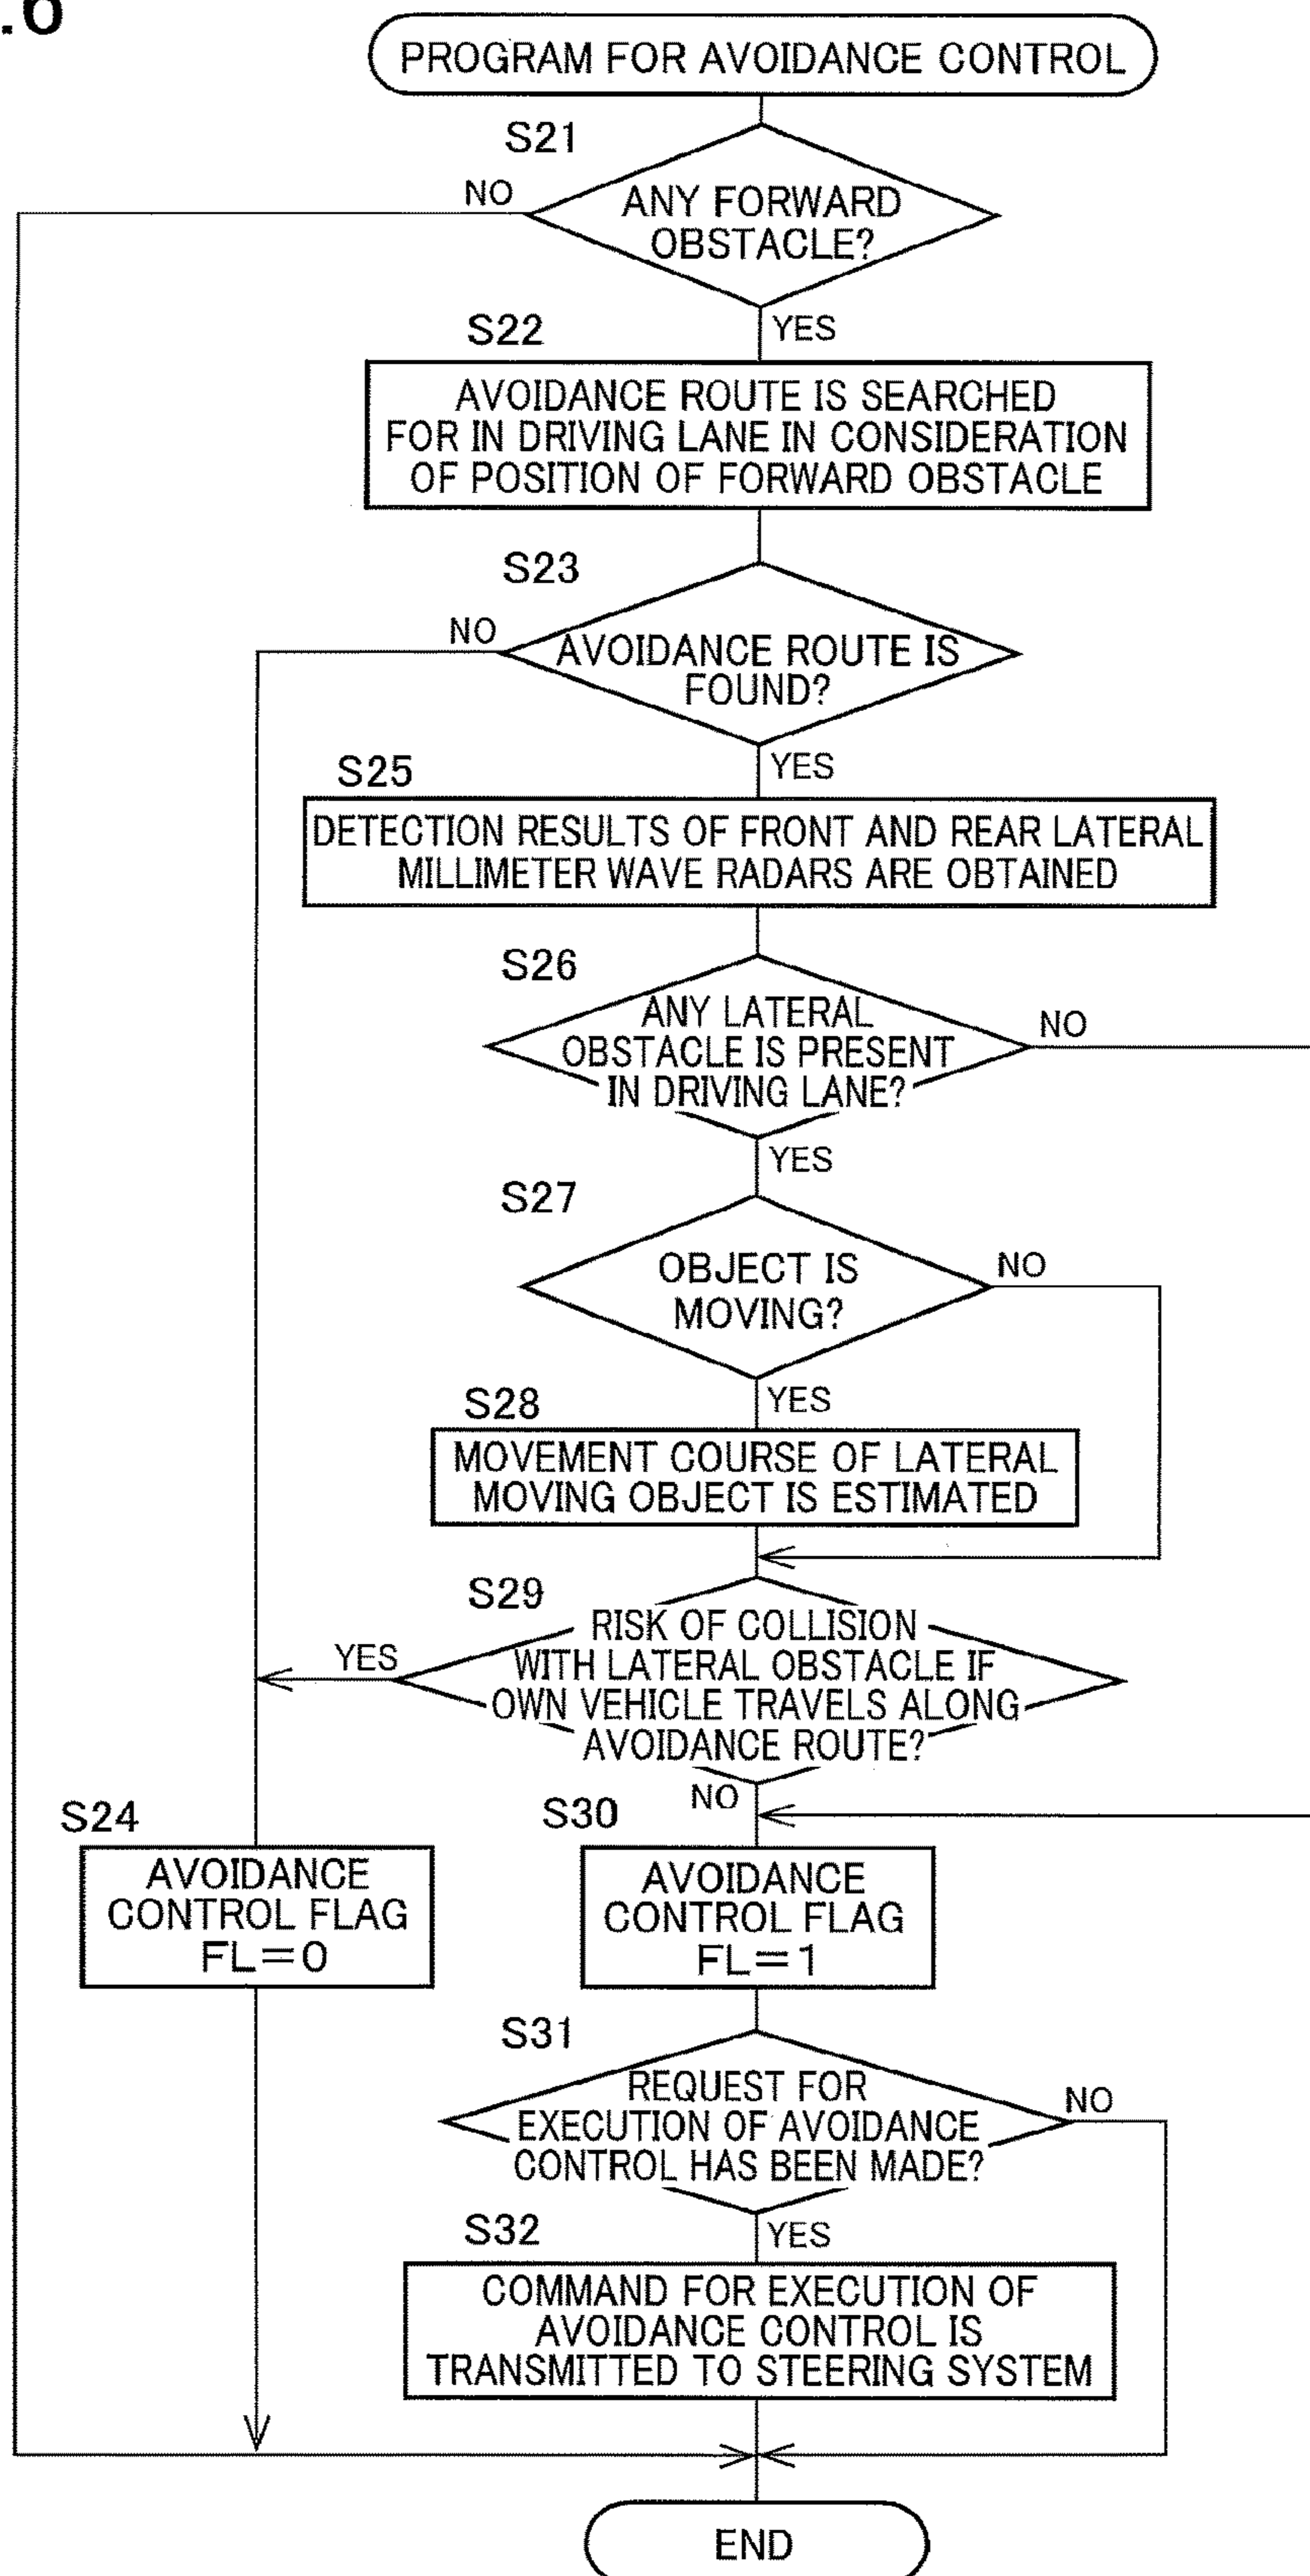 .6
PROGRAM FOR AVOIDANCE CONTROL
S21
NO
ANY FORWARD
OBSTACLE?
YES
S22
AVOIDANCE ROUTE IS SEARCHED
FOR IN DRIVING LANE IN CONSIDERATION
OF POSITION OF FORWARD OBSTACLE
S23
NO
AVOIDANCE ROUTE IS
FOUND?
YES
S25
DETECTION RESULTS OF FRONT AND REAR LATERAL
MILLIMETER WAVE RADARS ARE OBTAINED
S26
ANY LATERAL
OBSTACLE IS PRESENT
IN DRIVING LANE?
NO
YES
S27
OBJECT IS
MOVING?
NO
YES
S28
MOVEMENT COURSE OF LATERAL
MOVING OBJECT IS ESTIMATED
S29
RISK OF COLLISION
WITH LATERAL OBSTACLE IF
OWN VEHICLE TRAVELS ALONG
AVOIDANCE ROUTE?
YES
NO
S24
AVOIDANCE
CONTROL FLAG
FL=0
S30
AVOIDANCE
CONTROL FLAG
FL=1
S31
REQUEST FOR
EXECUTION OF AVOIDANCE
CONTROL HAS BEEN MADE?
NO
YES
S32
COMMAND FOR EXECUTION OF
AVOIDANCE CONTROL IS
TRANSMITTED TO STEERING SYSTEM
END